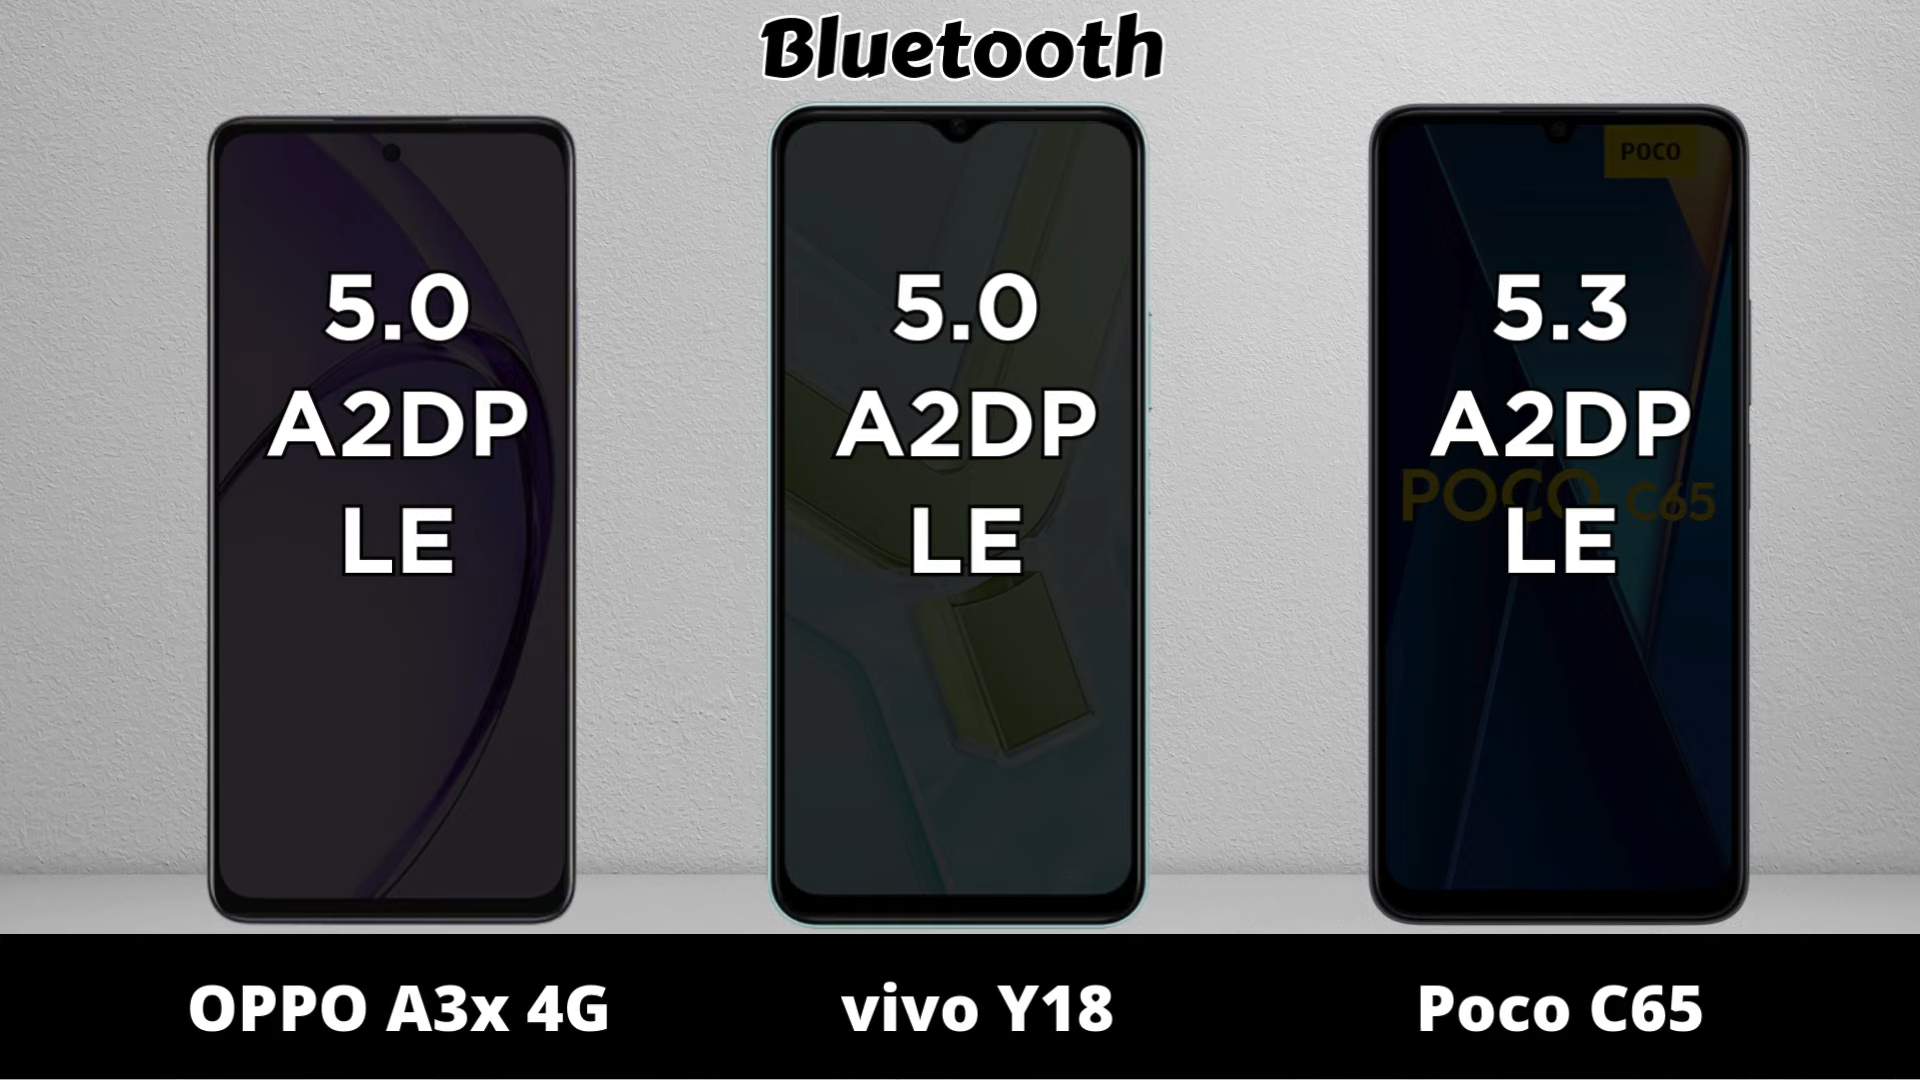 Bluetooth
5.0
A2DP
LE
OPPO A3x 4G
5.0
A2DP
LE
vivo Y18
POCO
5.3
A2DP
POCO C65
LE
Poco C65